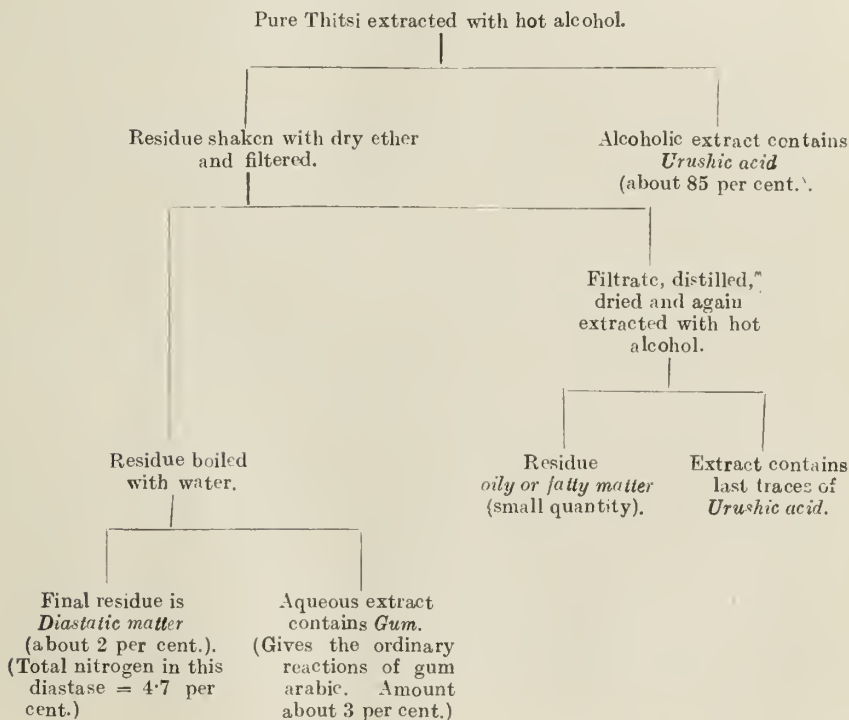 Pure Thitsi extracted with hot alcohol.
Residue shaken with dry ether
and filtered.
Alcoholic extract contains
Urushic acid
(about 85 per cent.`.
Filtrate, distilled,"
dried and again
extracted with hot
alcohol.
Residue boiled
with water.
Residue
oily or fatty matter
(small quantity).
Extract contains
last traces of
Urushic acid.
Final residue is
Diastatic matter
(about 2 per cent.).
(Total nitrogen in this
diastase = 4·7 per
cent.)
Aqueous extract
contains Gum.
(Gives the ordinary
reactions of gum
arabic. Amount
about 3 per cent.)